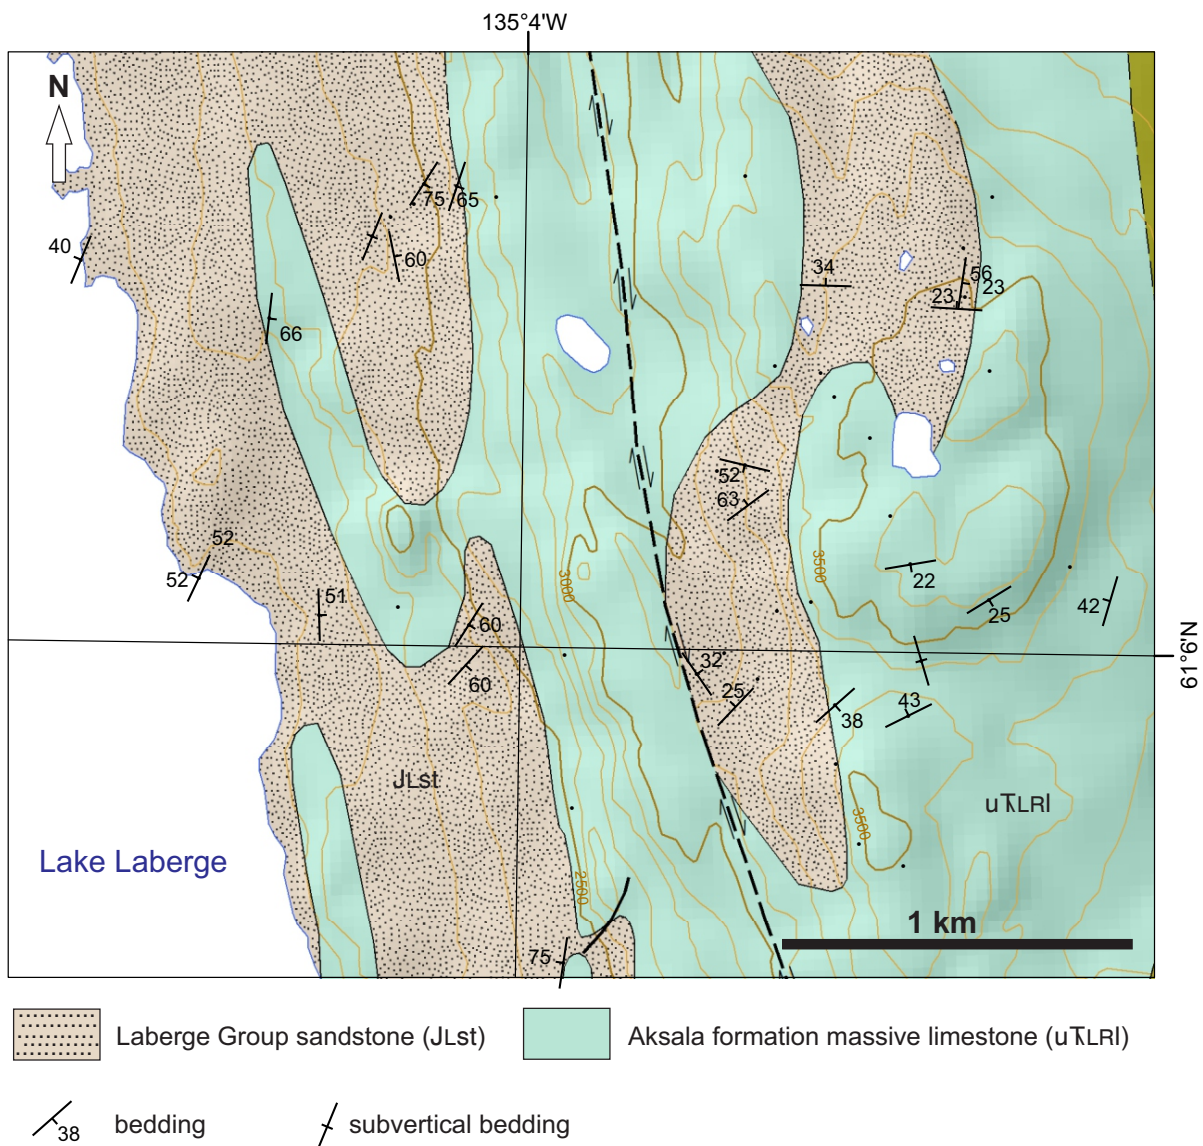 135°4'W
N
40
75
65
60
66
34
56
23
23
52
63
52
52
51
3500
3000
22
25
42
60
60
61°6'N
32
25
38
43
JLst
uTLRl
3500
Lake Laberge
2500
1 km
75
Laberge Group sandstone (JLst)
Aksala formation massive limestone (uTLRl)
38
bedding
subvertical bedding